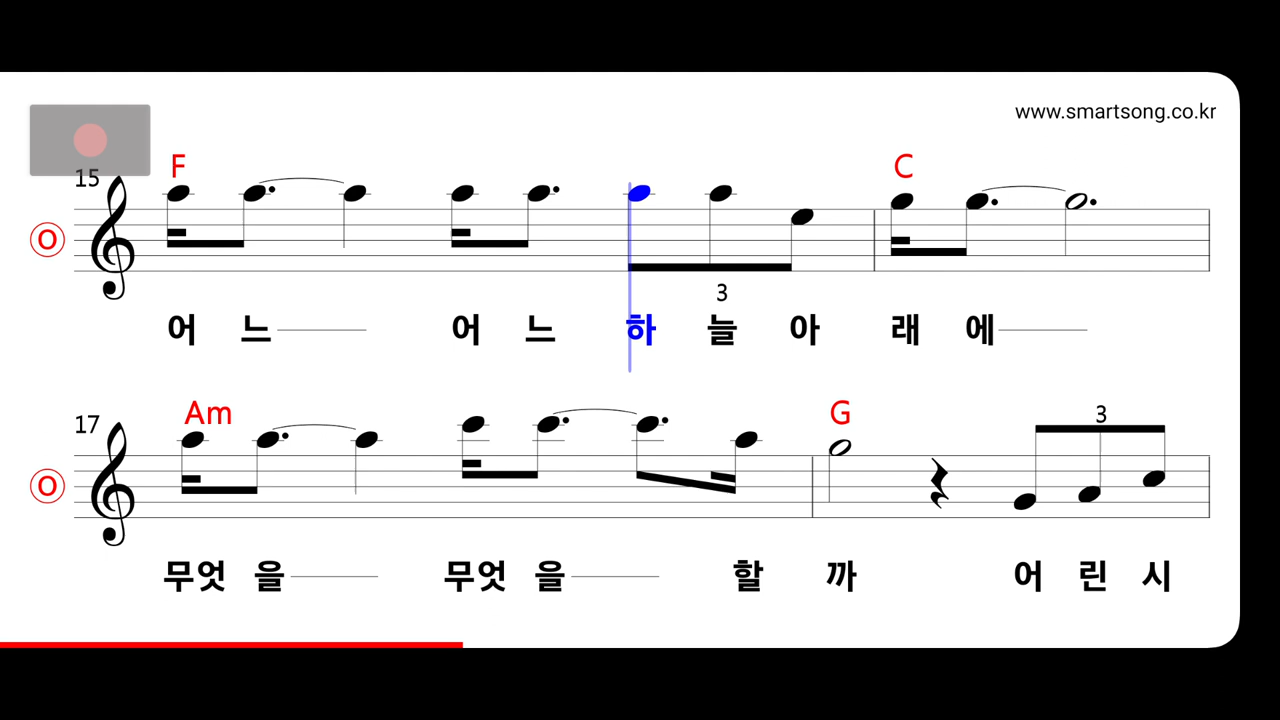 www.smartsong.co.kr
15
F
C
O
3
어 느 어 느 하 늘 아 래 에
17
Am
G
3
O
무엇 을 무엇 을 할 까 어 린 시